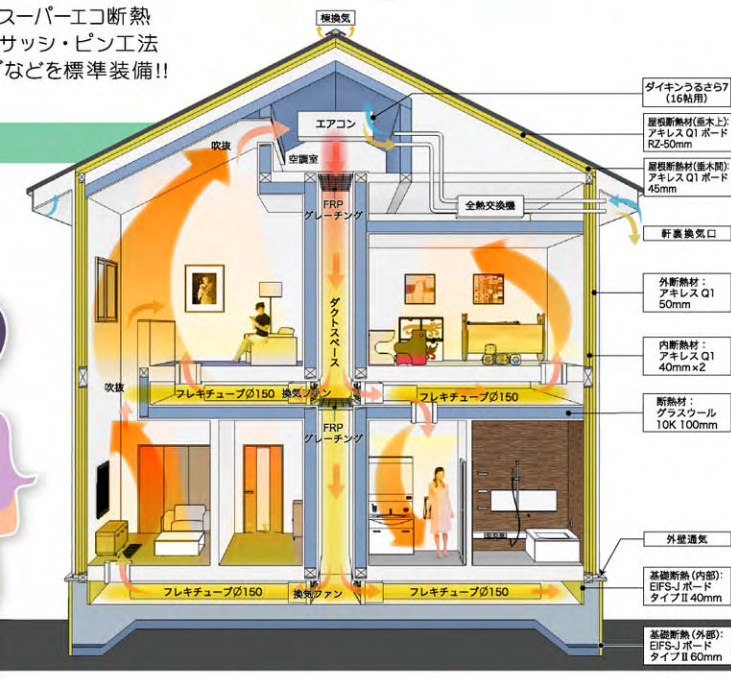 スーパーエコ断熱
サッシ・ピン工法
などを標準装備!!
棟換気
エアコン
空調室
吹抜
FRP
グレーチング
全熱交換機
ダクトスペース
吹抜
フレキチューブØ150
換気ファン
フレキチューブØ150
FRP
グレーチング
フレキチューブØ150
換気ファン
フレキチューブØ150
ダイキンうるさら7
(16帖用)
屋根断熱材(垂木上):
アキレス Q1 ボード
RZ-50mm
屋根断熱材(垂木間):
アキレス Q1 ボード
45mm
軒裏換気口
外断熱材:
アキレス Q1
50mm
内断熱材:
アキレス Q1
40mm×2
断熱材:
グラスウール
10K 100mm
外壁通気
基礎断熱(内部):
EIFS-J ボード
タイプⅡ 40mm
基礎断熱(外部):
EIFS-J ボード
タイプⅡ 60mm